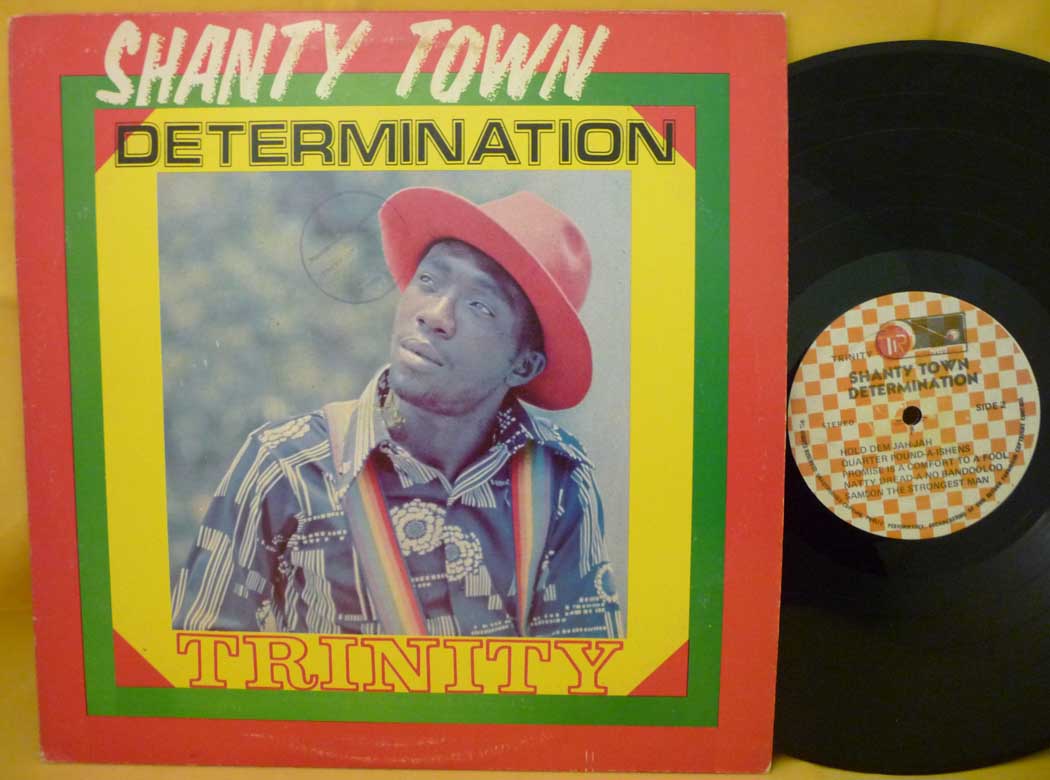 SHANTY TOWN
DETERMINATION
TRINITY
TRINITY
TR
SHANTY TOWN
DETERMINATION
SIDE 2
STEREO
HOLD DEM JAH JAH
QUARTER POUND-A-ISHENS
PROMISE IS A COMFORT TO A FOOL
NATTY DREAD A NO BANDOOLOO
SAMSON THE STRONGEST MAN